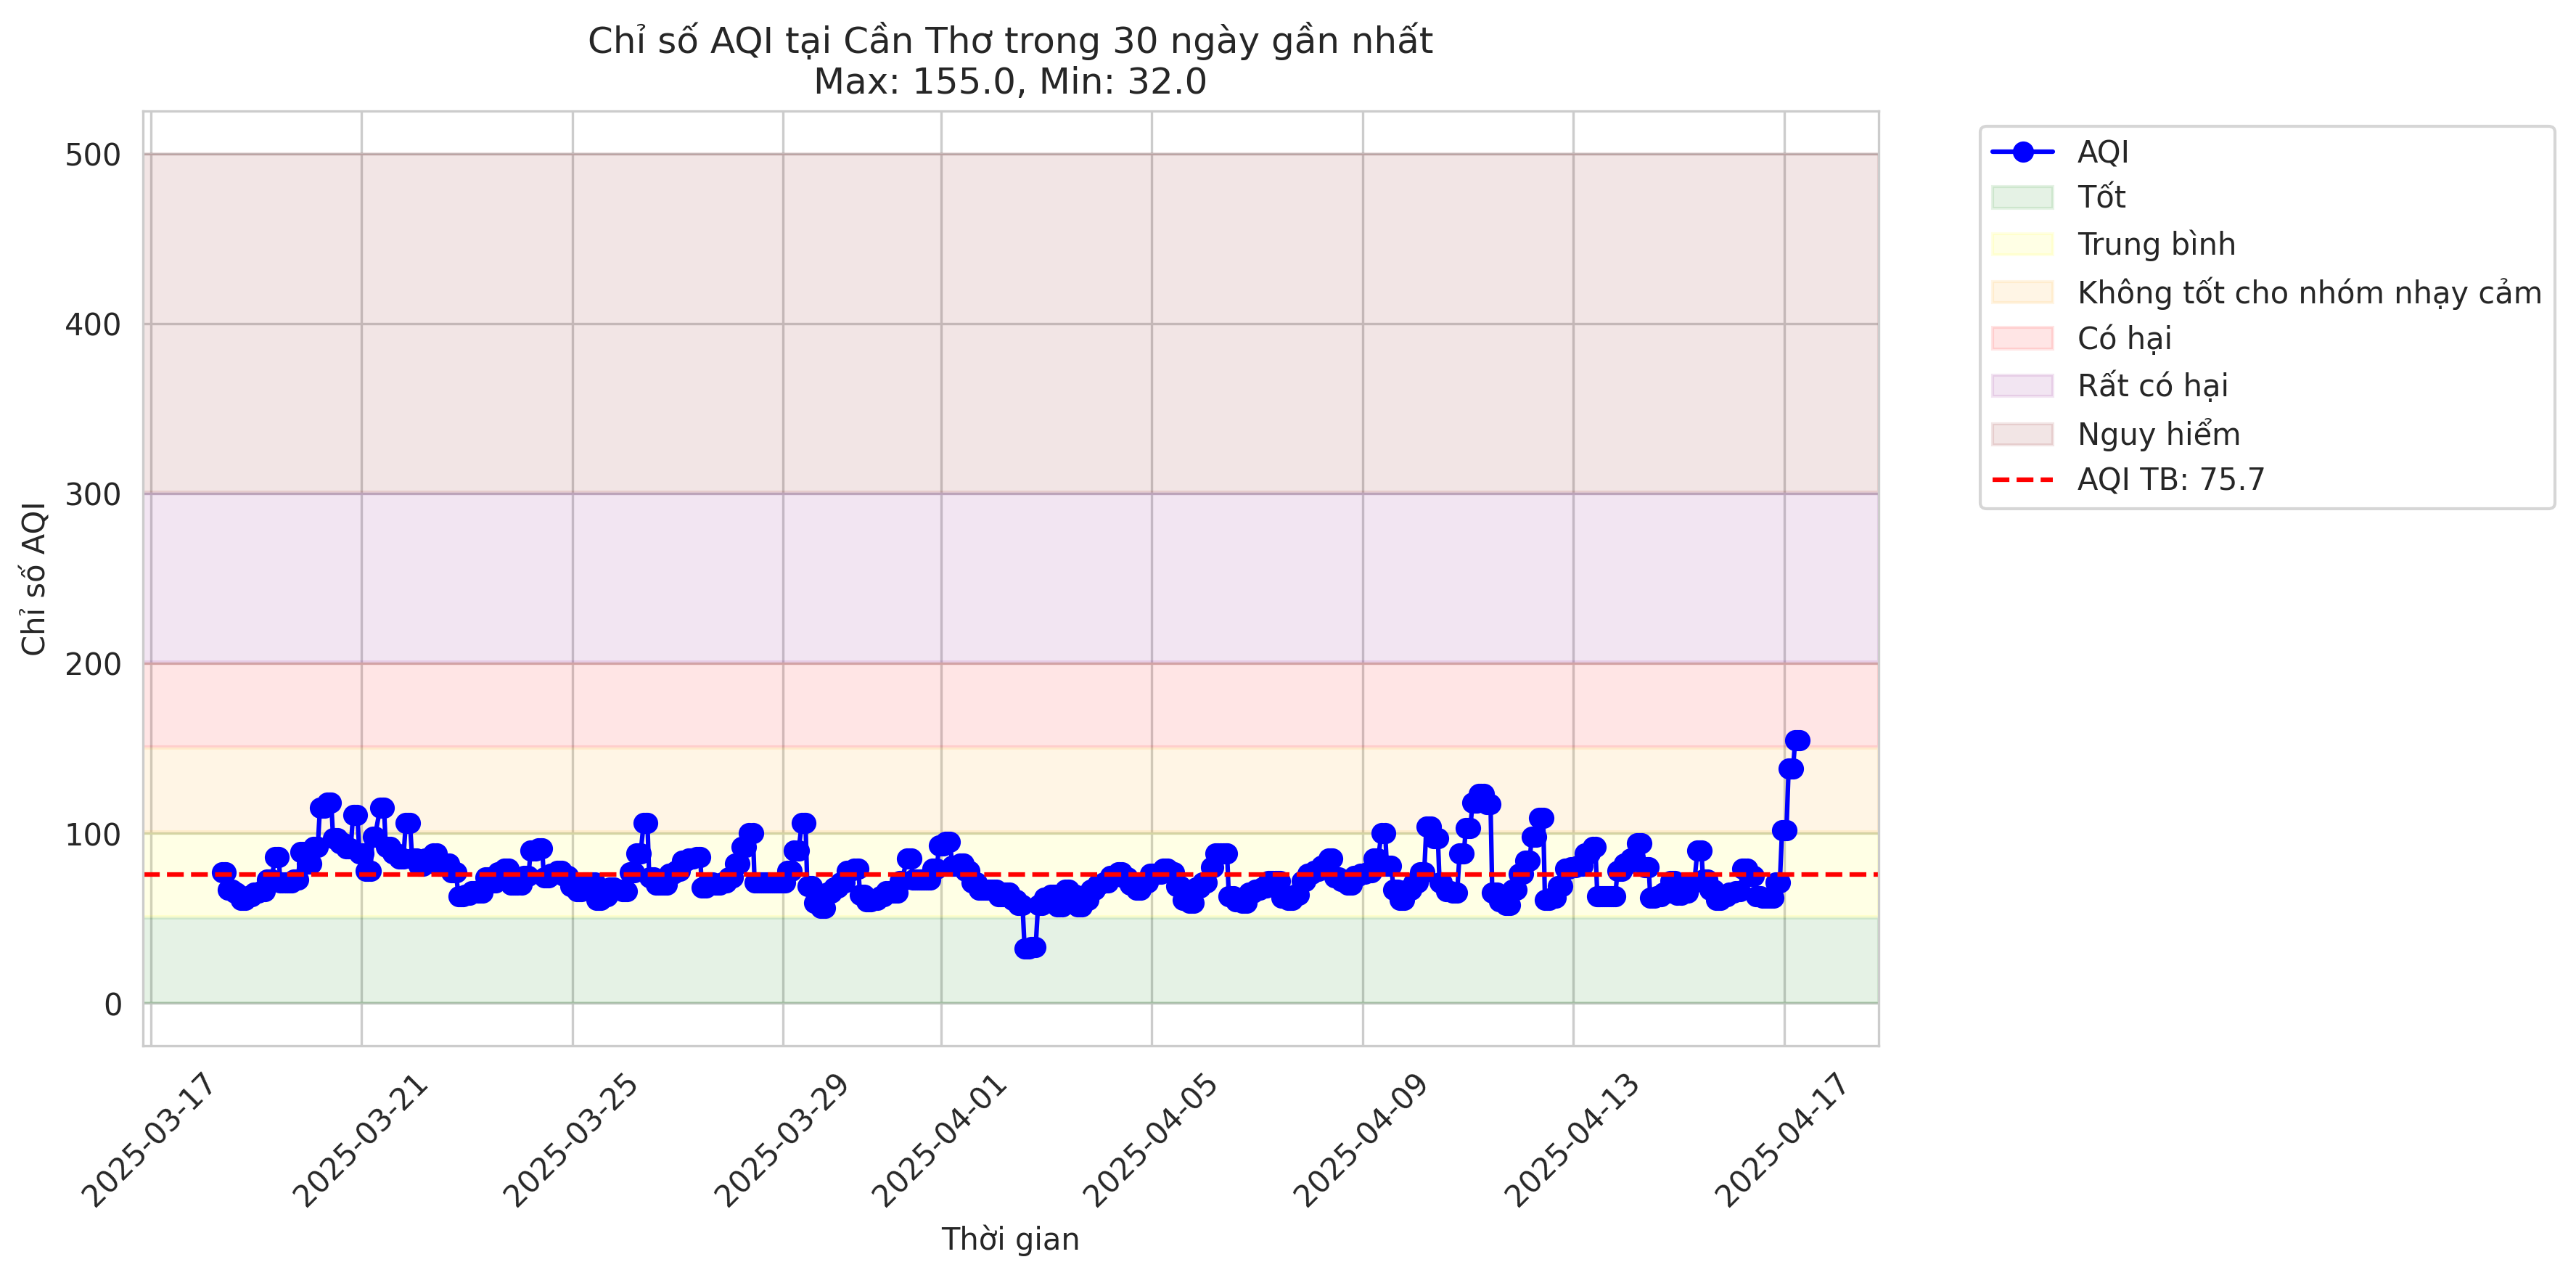 Chỉ số AQI tại Cần Thơ trong 30 ngày gần nhất
Max: 155.0, Min: 32.0
Chỉ số AQI
500
400
300
200
100
0
2025-03-17
2025-03-21
2025-03-25
2025-03-29
2025-04-01
2025-04-05
2025-04-09
2025-04-13
2025-04-17
Thời gian
AQI
Tốt
Trung bình
Không tốt cho nhóm nhạy cảm
Có hại
Rất có hại
Nguy hiểm
AQI TB: 75.7